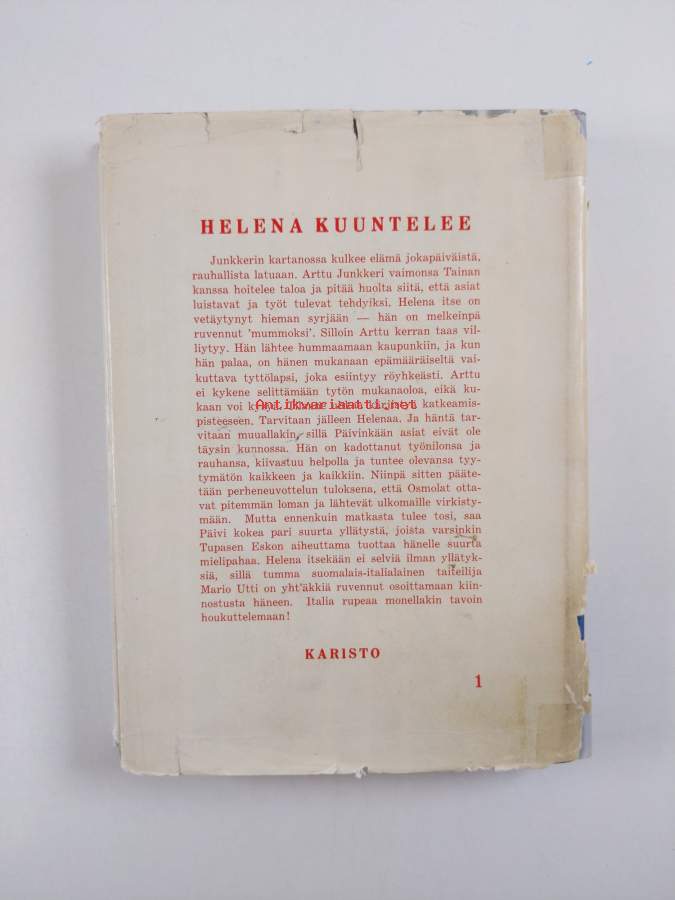 HELENA KUUNTELEE
Junkkerin kartanossa kulkee elämä jokapäiväistä,
rauhallista latuaan. Arttu Junkkeri vaimonsa Tainan
kanssa hoitelee taloa ja pitää huolta siitä, että asiat
luistavat ja työt tulevat tehdyiksi. Helena itse on
vetäytynyt hieman syrjään — hän on melkeinpä
ruvennut 'mummoksi'. Silloin Arttu kerran taas vil-
liytyy. Hän lähtee hummaamaan kaupunkiin, ja kun
hän palaa, on hänen mukanaan epämääräiseltä vai-
kuttava tyttölapsi, joka esiintyy röyhkeästi. Arttu
ei kykene selittämään tytön mukanaoloa, eikä ku-
kaan voi katkeamis-
Antikvariaatti.net
pisteeseen. Tarvitaan jälleen Helenaa. Ja häntä tar-
vitaan muuallakin, sillä Päivinkään asiat eivät ole
täysin kunnossa. Hän on kadottanut työnilonsa ja
rauhansa, kiivastuu helpolla ja tuntee olevansa tyy-
tymätön kaikkeen ja kaikkiin. Niinpä sitten pääte-
tään perheneuvottelun tuloksena, että Osmolat otta-
vat pitemmän loman ja lähtevät ulkomaille virkisty-
mään. Mutta ennenkuin matkasta tulee tosi, saa
Päivi kokea pari suurta yllätystä, joista varsinkin
Tupasen Eskon aiheuttama tuottaa hänelle suurta
mielipahaa. Helena itsekään ei selviä ilman yllätyk-
siä, sillä tumma suomalais-italialainen taiteilija
Mario Utti on yht'äkkiä ruvennut osoittamaan kiin-
nostusta häneen. Italia rupeaa monellakin tavoin
houkuttelemaan!
KARISTO
1